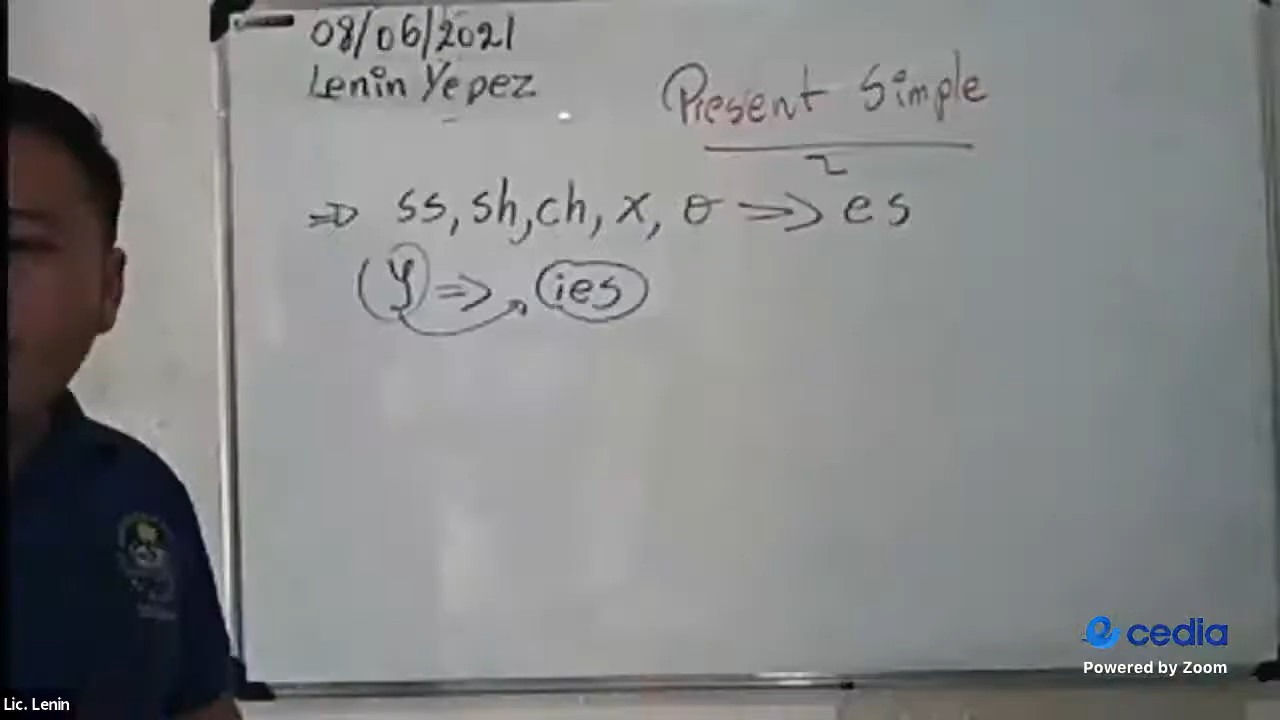 08/06/2021
Lenin Yepez
Present Simple
⇒ ss, sh, ch, x, o ⇒ es
(y ⇒ ies
cedia
Powered by Zoom
Lic. Lenin